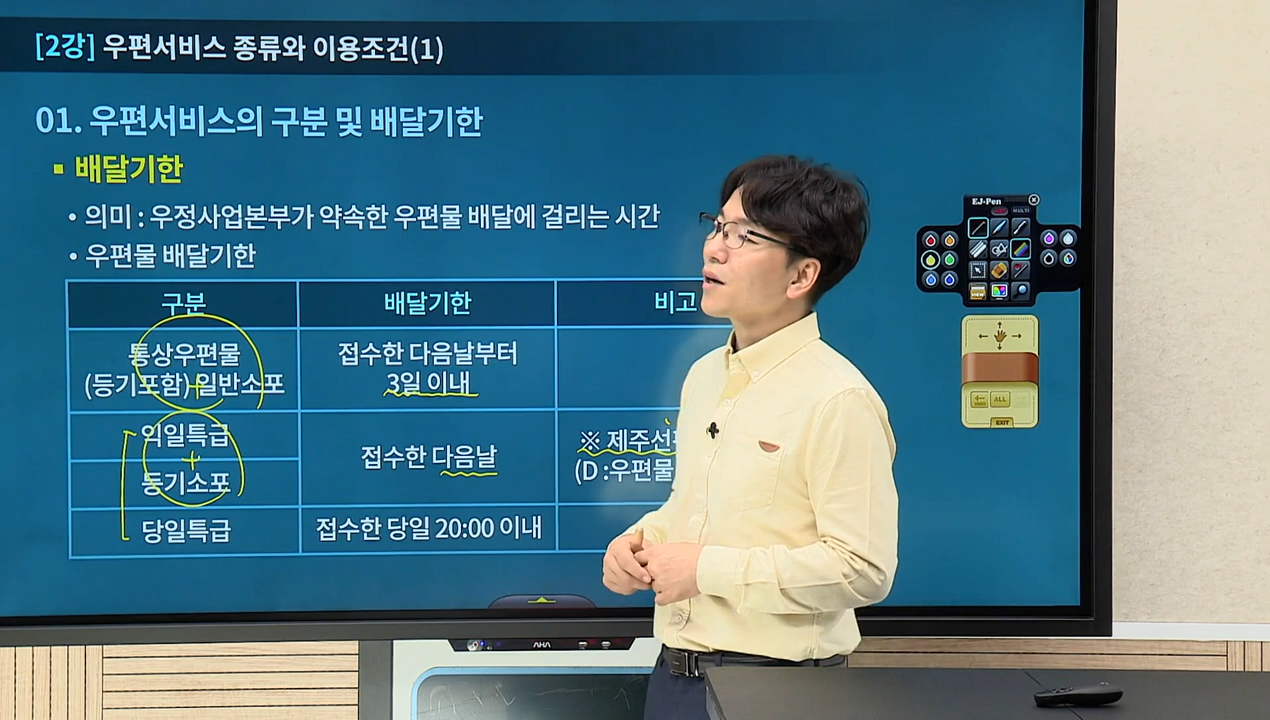 [2강] 우편서비스 종류와 이용조건(1)
01. 우편서비스의 구분 및 배달기한
▪ 배달기한
• 의미 : 우정사업본부가 약속한 우편물 배달에 걸리는 시간
• 우편물 배달기한
구분 배달기한 비고
통상우편물
(등기포함)+일반소포
접수한 다음날부터
3일 이내
익일특급
+
등기소포
접수한 다음날
※ 제주선
(D :우편물
당일특급 접수한 당일 20:00 이내
EJ-Pen
MULTI
VIEW
ALL
EXIT
AHA